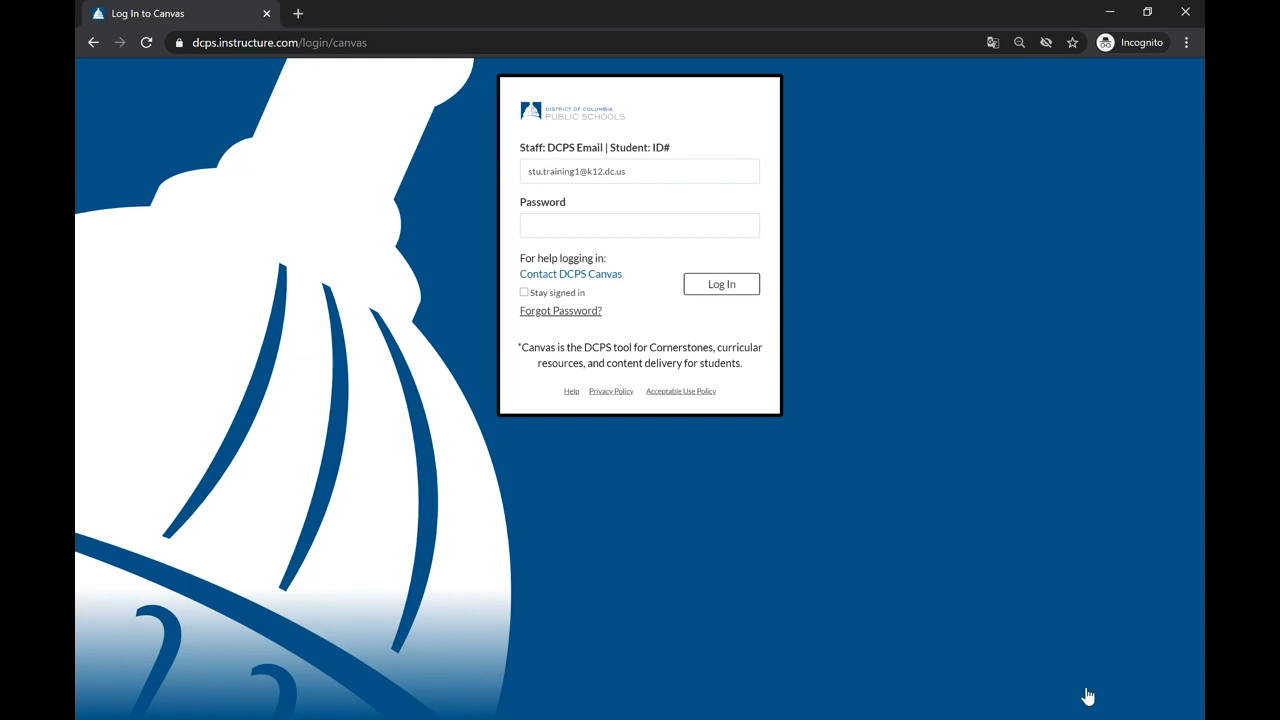 Log In to Canvas
dcps.instructure.com/login/canvas
Incognito
DISTRICT OF COLUMBIA
PUBLIC SCHOOLS
Staff: DCPS Email | Student: ID#
stu.training1@k12.dc.us
Password
For help logging in:
Contact DCPS Canvas
Stay signed in
Log In
Forgot Password?
*Canvas is the DCPS tool for Cornerstones, curricular
resources, and content delivery for students.
Help Privacy Policy Acceptable Use Policy